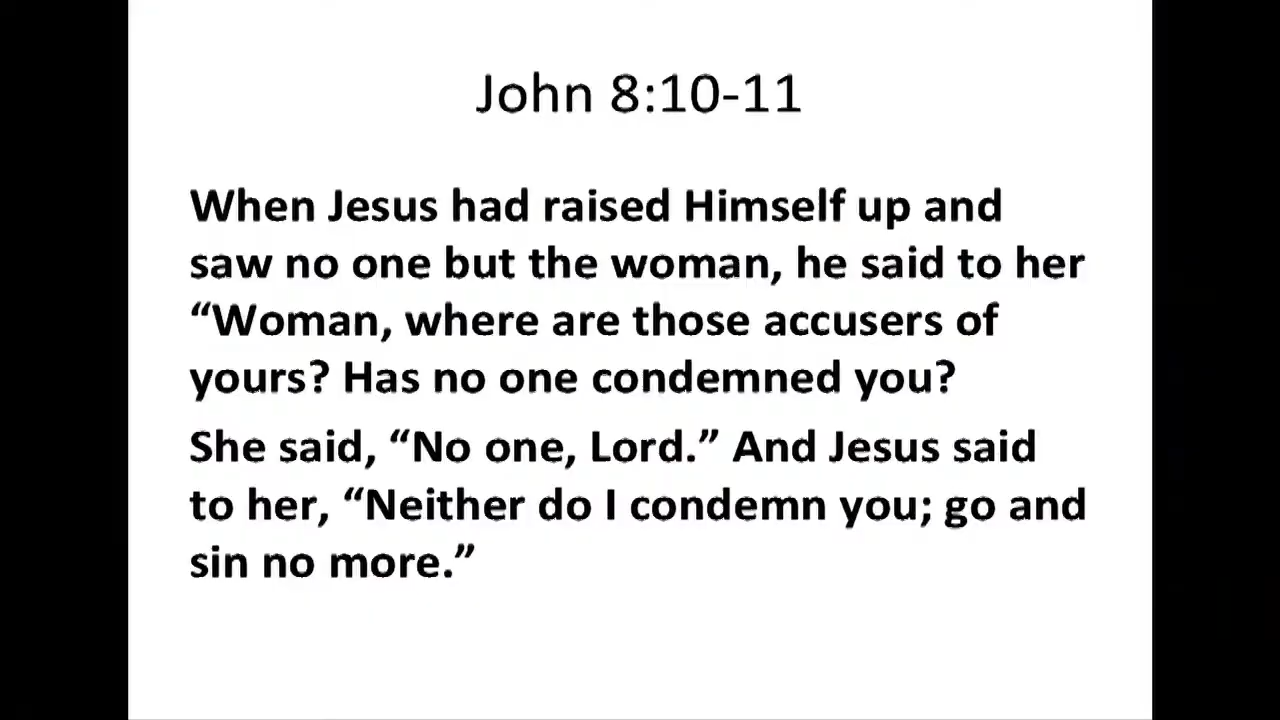 John 8:10-11
When Jesus had raised Himself up and
saw no one but the woman, he said to her
“Woman, where are those accusers of
yours? Has no one condemned you?
She said, “No one, Lord.” And Jesus said
to her, “Neither do I condemn you; go and
sin no more.”